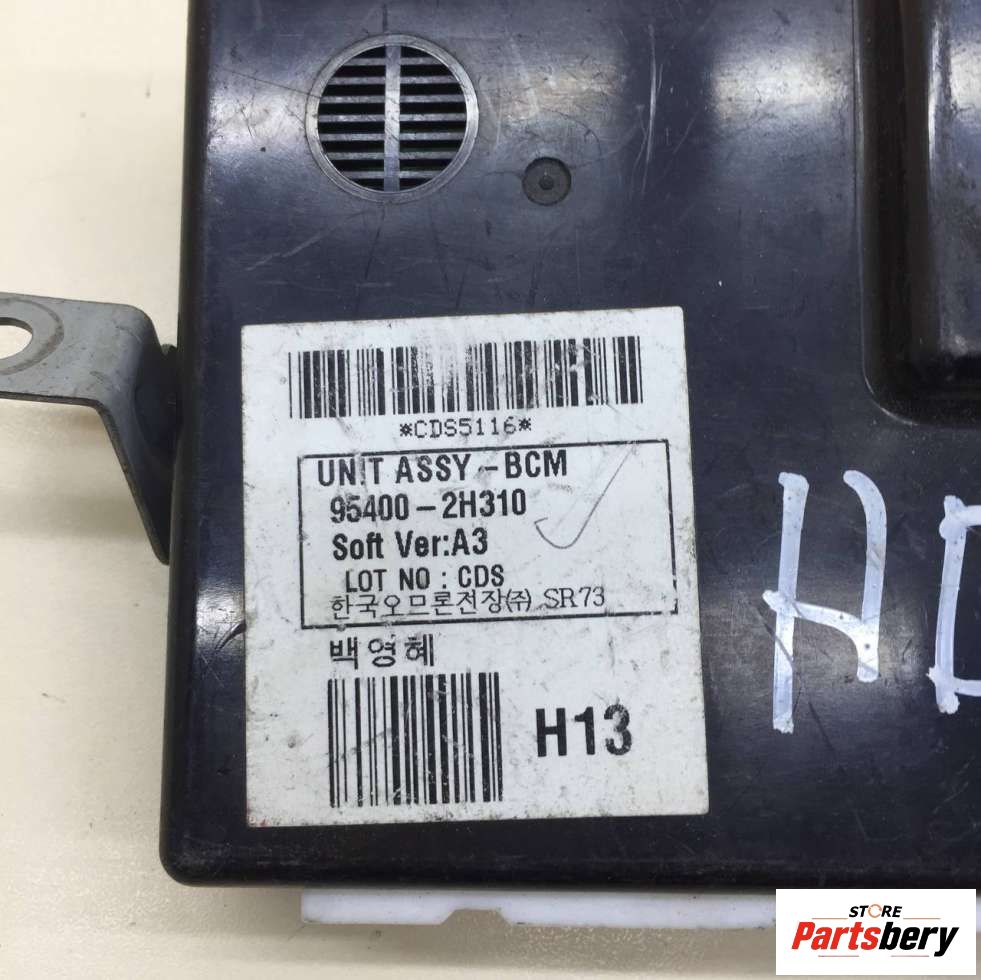 *CDS5116*
UNIT ASSY - BCM
95400 - 2H310
Soft Ver:A3
LOT NO : CDS
한국오므론전장㈜ SR73
백영혜
H13
H
STORE
Partsbery